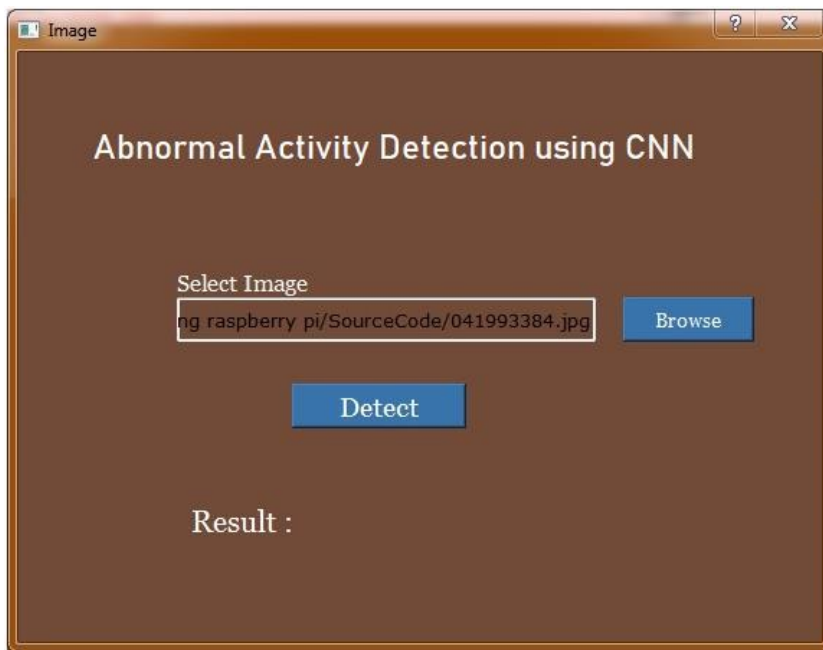 Image
Abnormal Activity Detection using CNN
Select Image
ng raspberry pi/SourceCode/041993384.jpg
Browse
Detect
Result :